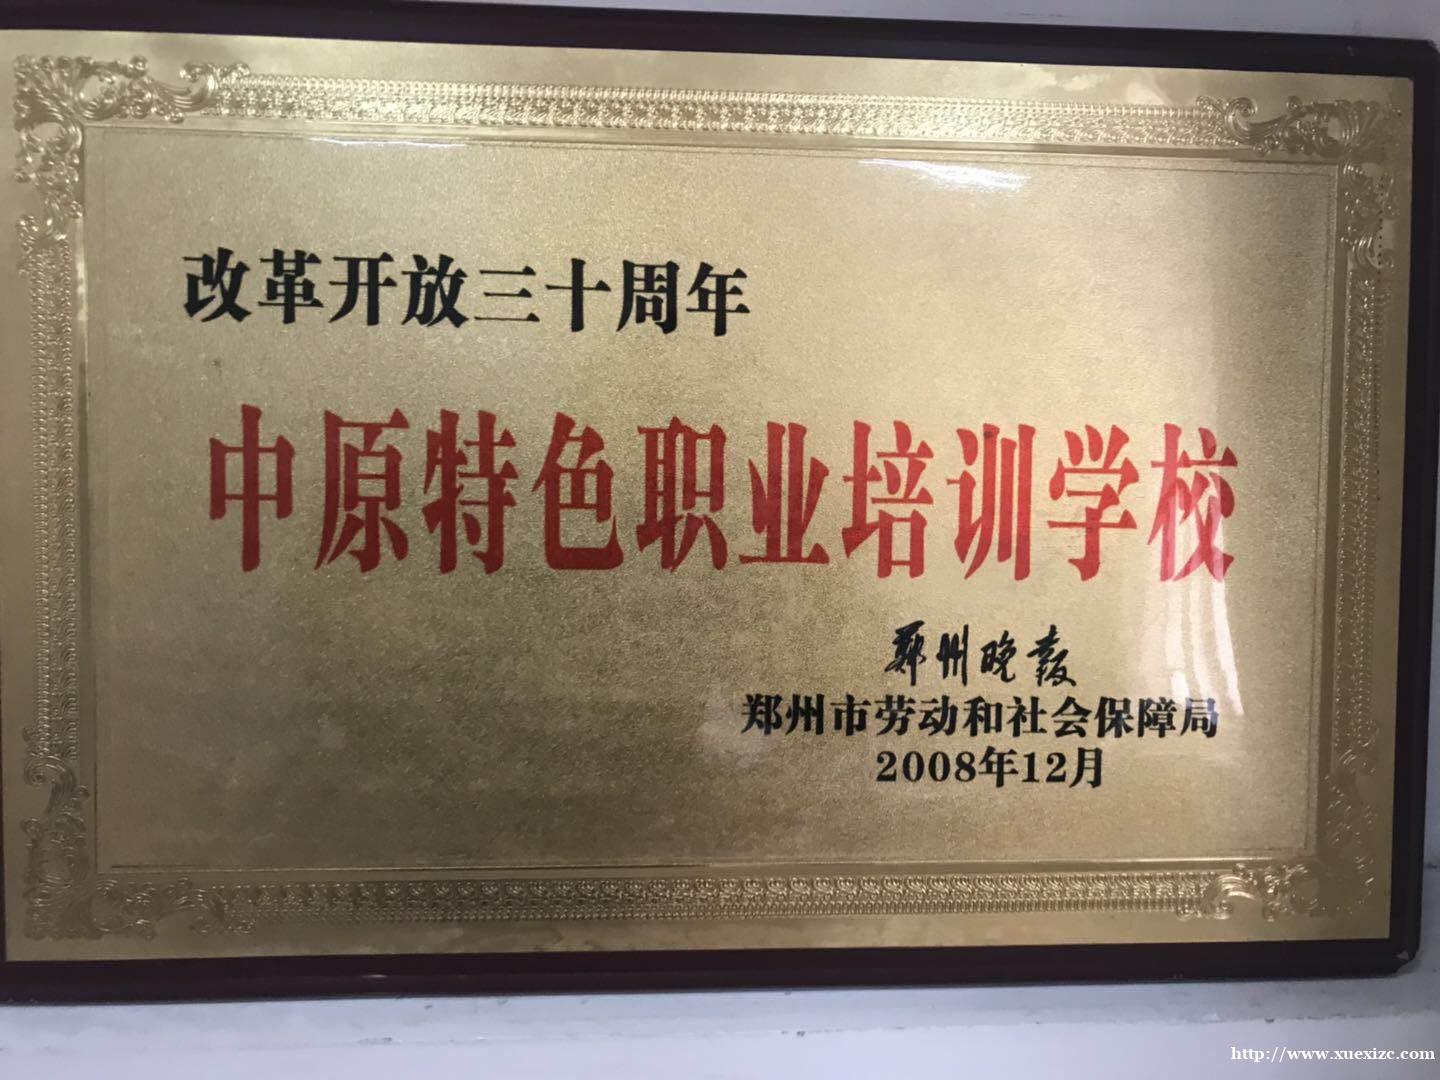 改革开放三十周年
中原特色职业培训学校
郑州晚报
郑州市劳动和社会保障局
2008年12月
http://www.xuexizc.com